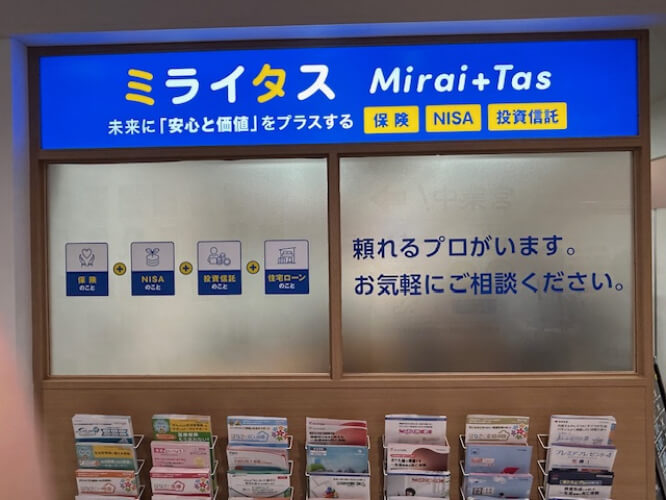 ミライタス Mirai+Tas
未来に「安心と価値」をプラスする 保険 NISA 投資信託
保険のこと + NISAのこと + 投資信託のこと + 住宅ローンのこと
頼れるプロがいます。
お気軽にご相談ください。